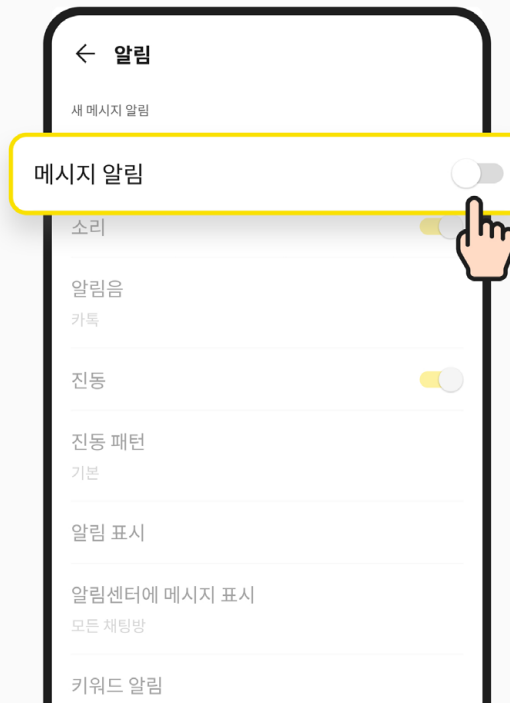 알림
새 메시지 알림
메시지 알림
소리
알림음
카톡
진동
진동 패턴
기본
알림 표시
알림센터에 메시지 표시
모든 채팅방
키워드 알림